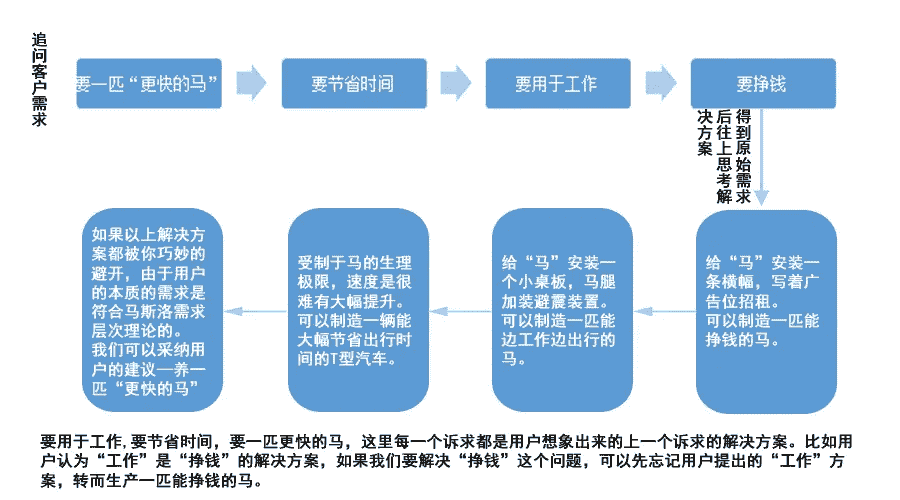 追问客户需求
要一匹“更快的马”
要节省时间
要用于工作
要挣钱
得到原始需求
后往上思考解
决方案
如果以上解决方
案都被你巧妙的
避开，由于用户
的本质的需求是
符合马斯洛需求
层次理论的。
我们可以采纳用
户的建议—养一
匹“更快的马”
受制于马的生理
极限，速度是很
难有大幅提升。
可以制造一辆能
大幅节省出行时
间的T型汽车。
给“马”安装一
个小桌板，马腿
加装避震装置。
可以制造一匹能
边工作边出行的
马。
给“马”安装一
条横幅，写着广
告位招租。
可以制造一匹能
挣钱的马。
要用于工作,要节省时间，要一匹更快的马，这里每一个诉求都是用户想象出来的上一个诉求的解决方案。比如用
户认为“工作”是“挣钱”的解决方案，如果我们要解决“挣钱”这个问题，可以先忘记用户提出的“工作”方
案，转而生产一匹能挣钱的马。